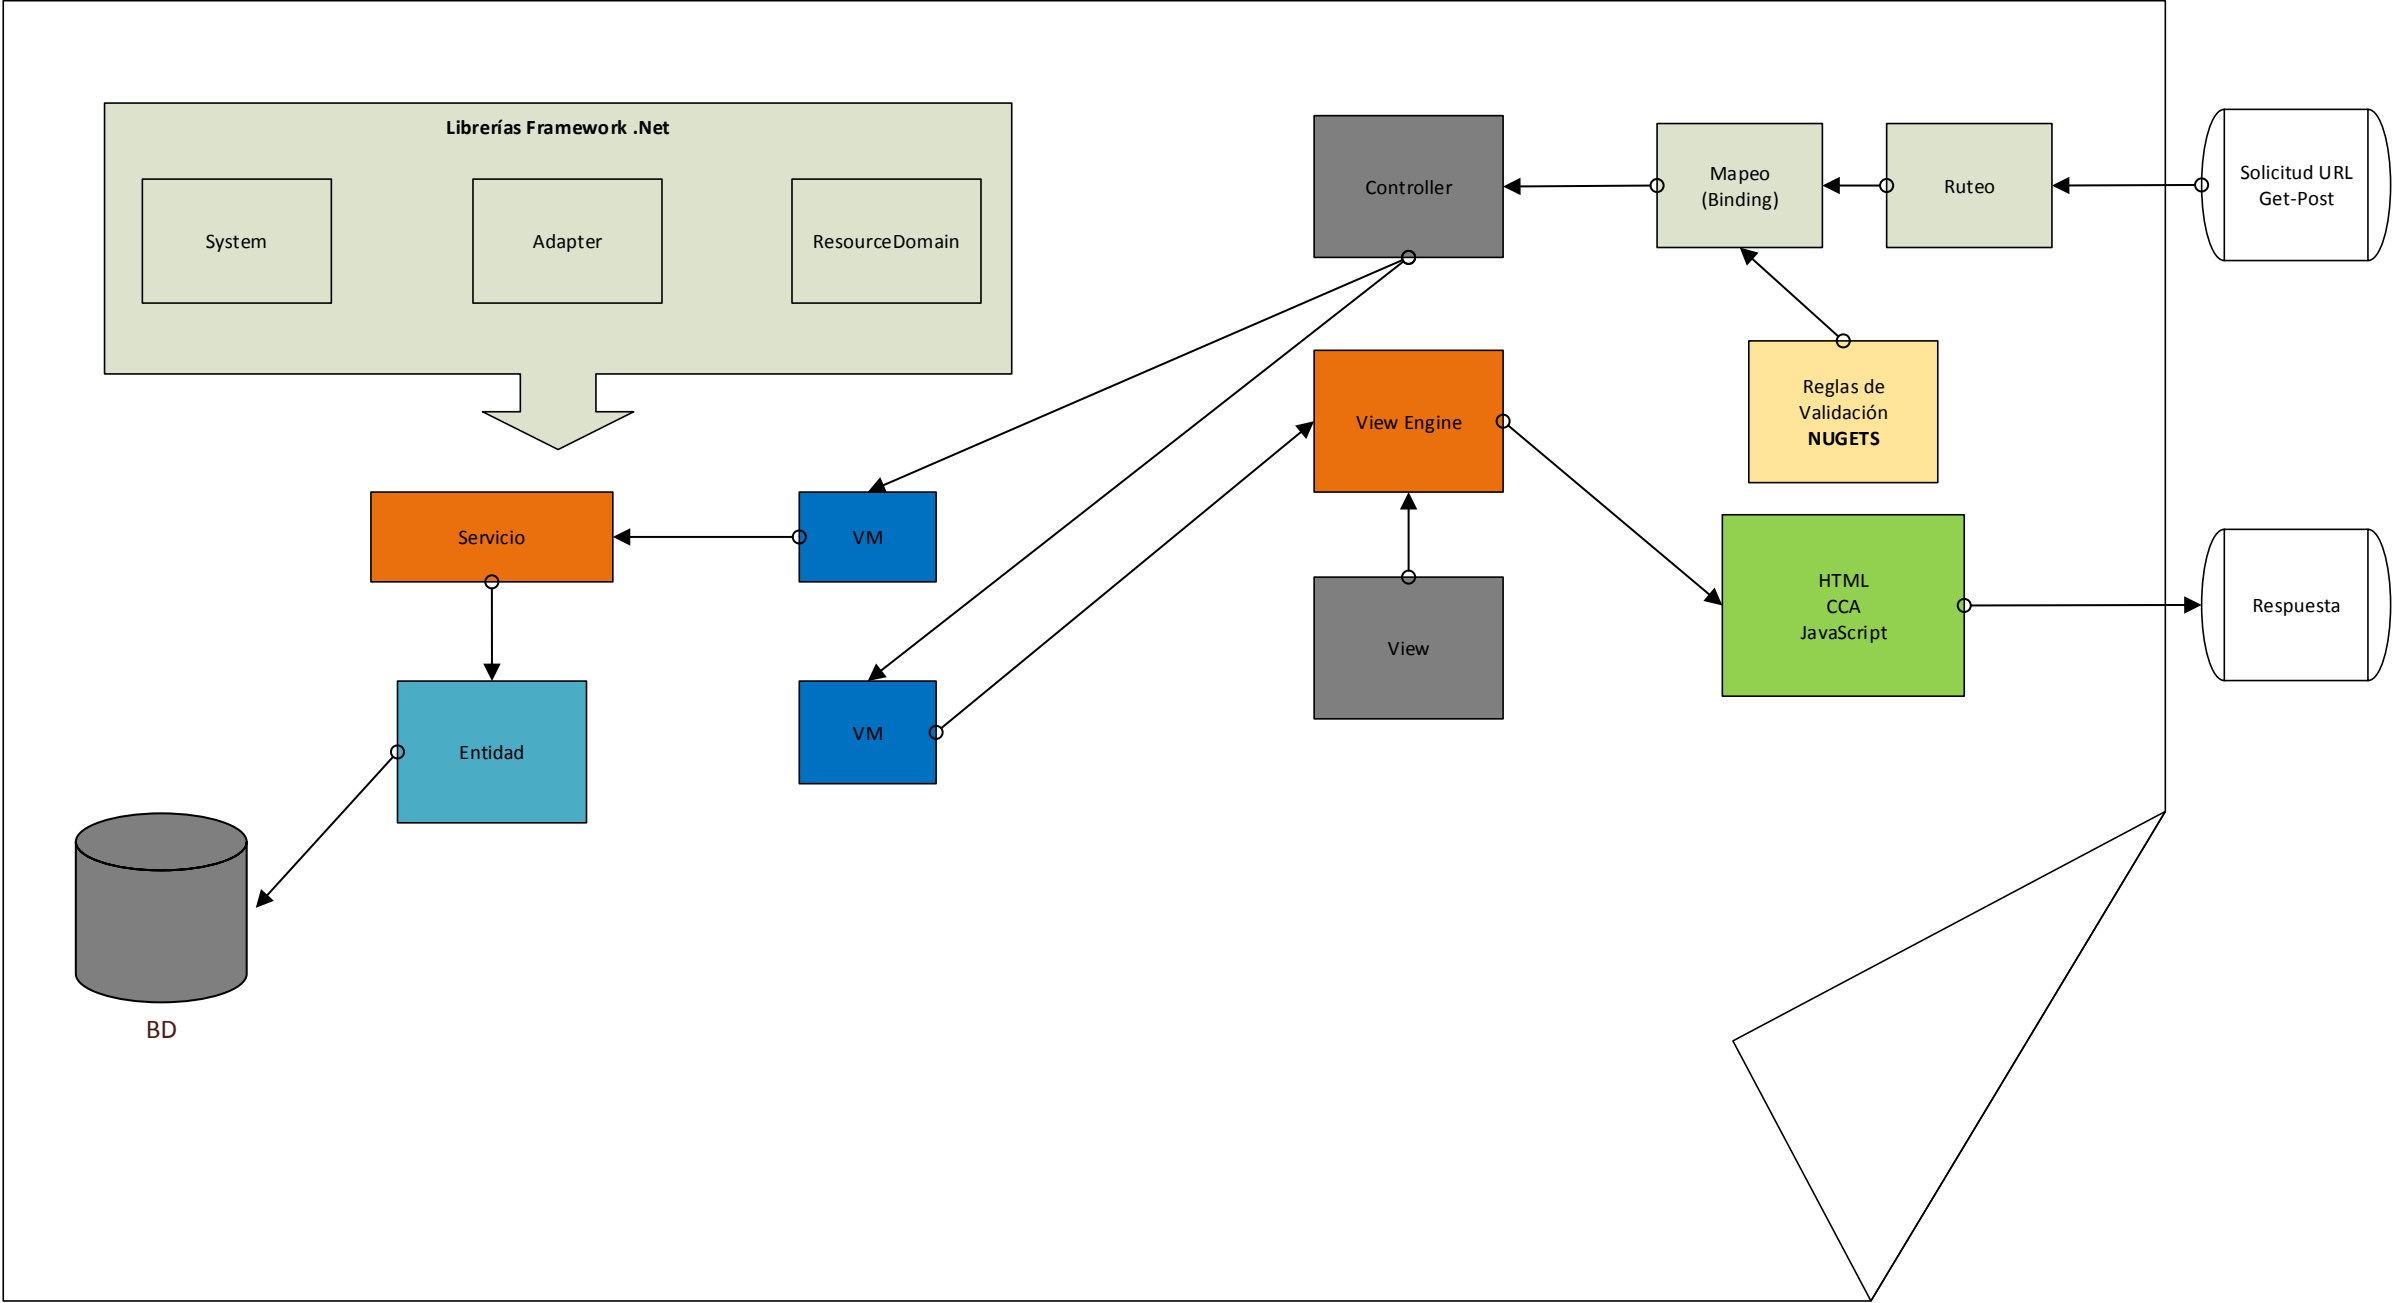 Librerías Framework .Net
System
Adapter
ResourceDomain
Controller
Mapeo
(Binding)
Ruteo
Solicitud URL
Get-Post
View Engine
Reglas de
Validación
NUGETS
Servicio
VM
HTML
CCA
JavaScript
Respuesta
View
Entidad
VM
BD